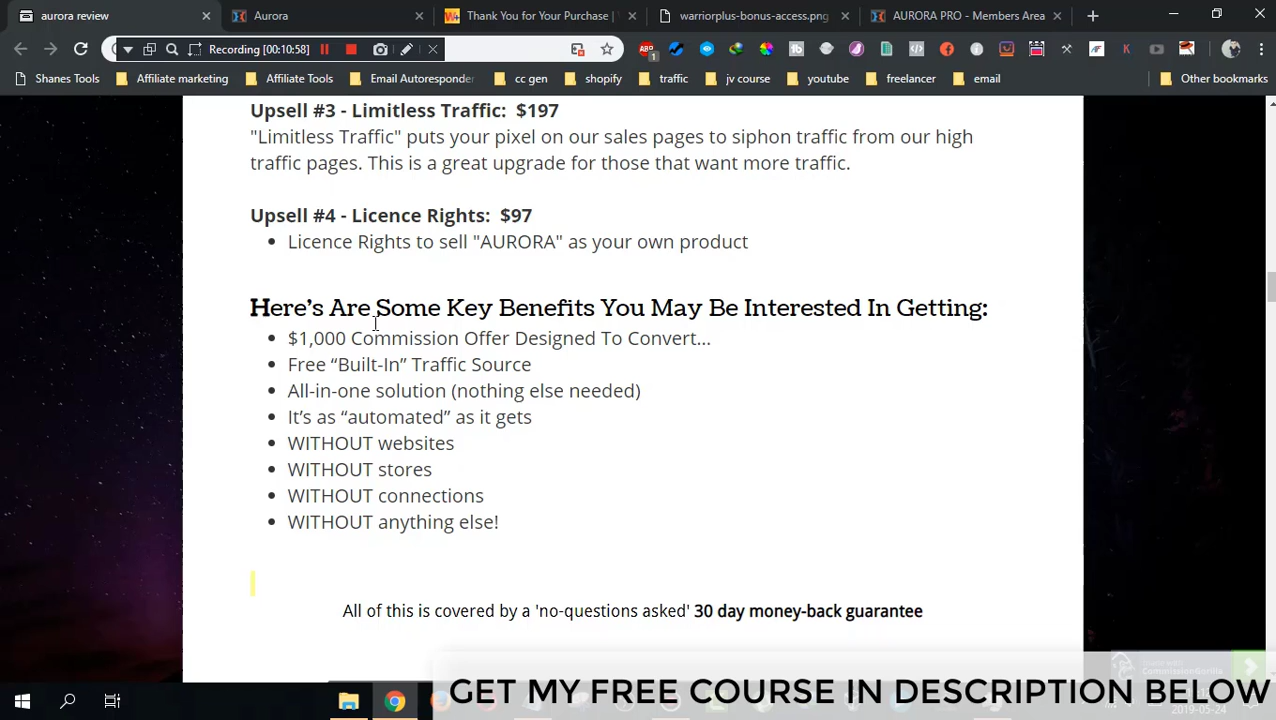 aurora review
Aurora
Thank You for Your Purchase | W
warriorplus-bonus-access.png
AURORA PRO - Members Area
Recording [00:10:58]
Shanes Tools
Affiliate marketing
Affiliate Tools
Email Autoresponder
cc gen
shopify
traffic
jv course
youtube
freelancer
email
Other bookmarks
Upsell #3 - Limitless Traffic: $197
"Limitless Traffic" puts your pixel on our sales pages to siphon traffic from our high
traffic pages. This is a great upgrade for those that want more traffic.
Upsell #4 - Licence Rights: $97
Licence Rights to sell "AURORA" as your own product
Here's Are Some Key Benefits You May Be Interested In Getting:
$1,000 Commission Offer Designed To Convert...
Free “Built-In” Traffic Source
All-in-one solution (nothing else needed)
It’s as “automated” as it gets
WITHOUT websites
WITHOUT stores
WITHOUT connections
WITHOUT anything else!
All of this is covered by a 'no-questions asked' 30 day money-back guarantee
GET MY FREE COURSE IN DESCRIPTION BELOW
2019-05-24